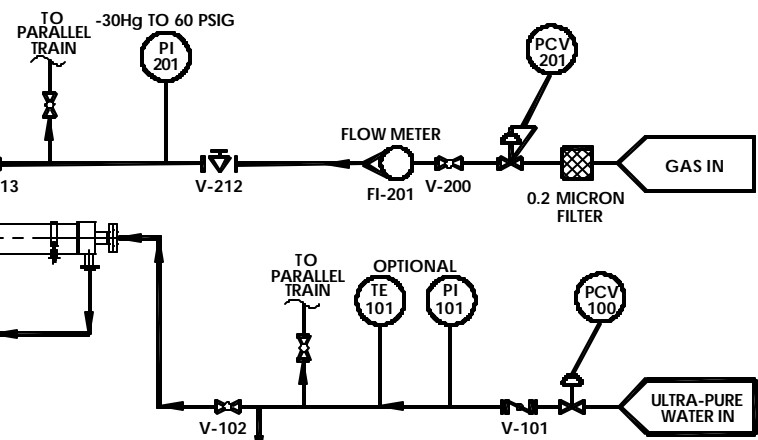 TO
PARALLEL
TRAIN
-30Hg TO 60 PSIG
PI
201
PCV
201
FLOW METER
GAS IN
13
V-212
FI-201
V-200
0.2 MICRON
FILTER
TO
PARALLEL
TRAIN
OPTIONAL
TE
101
PI
101
PCV
100
V-102
V-101
ULTRA-PURE
WATER IN